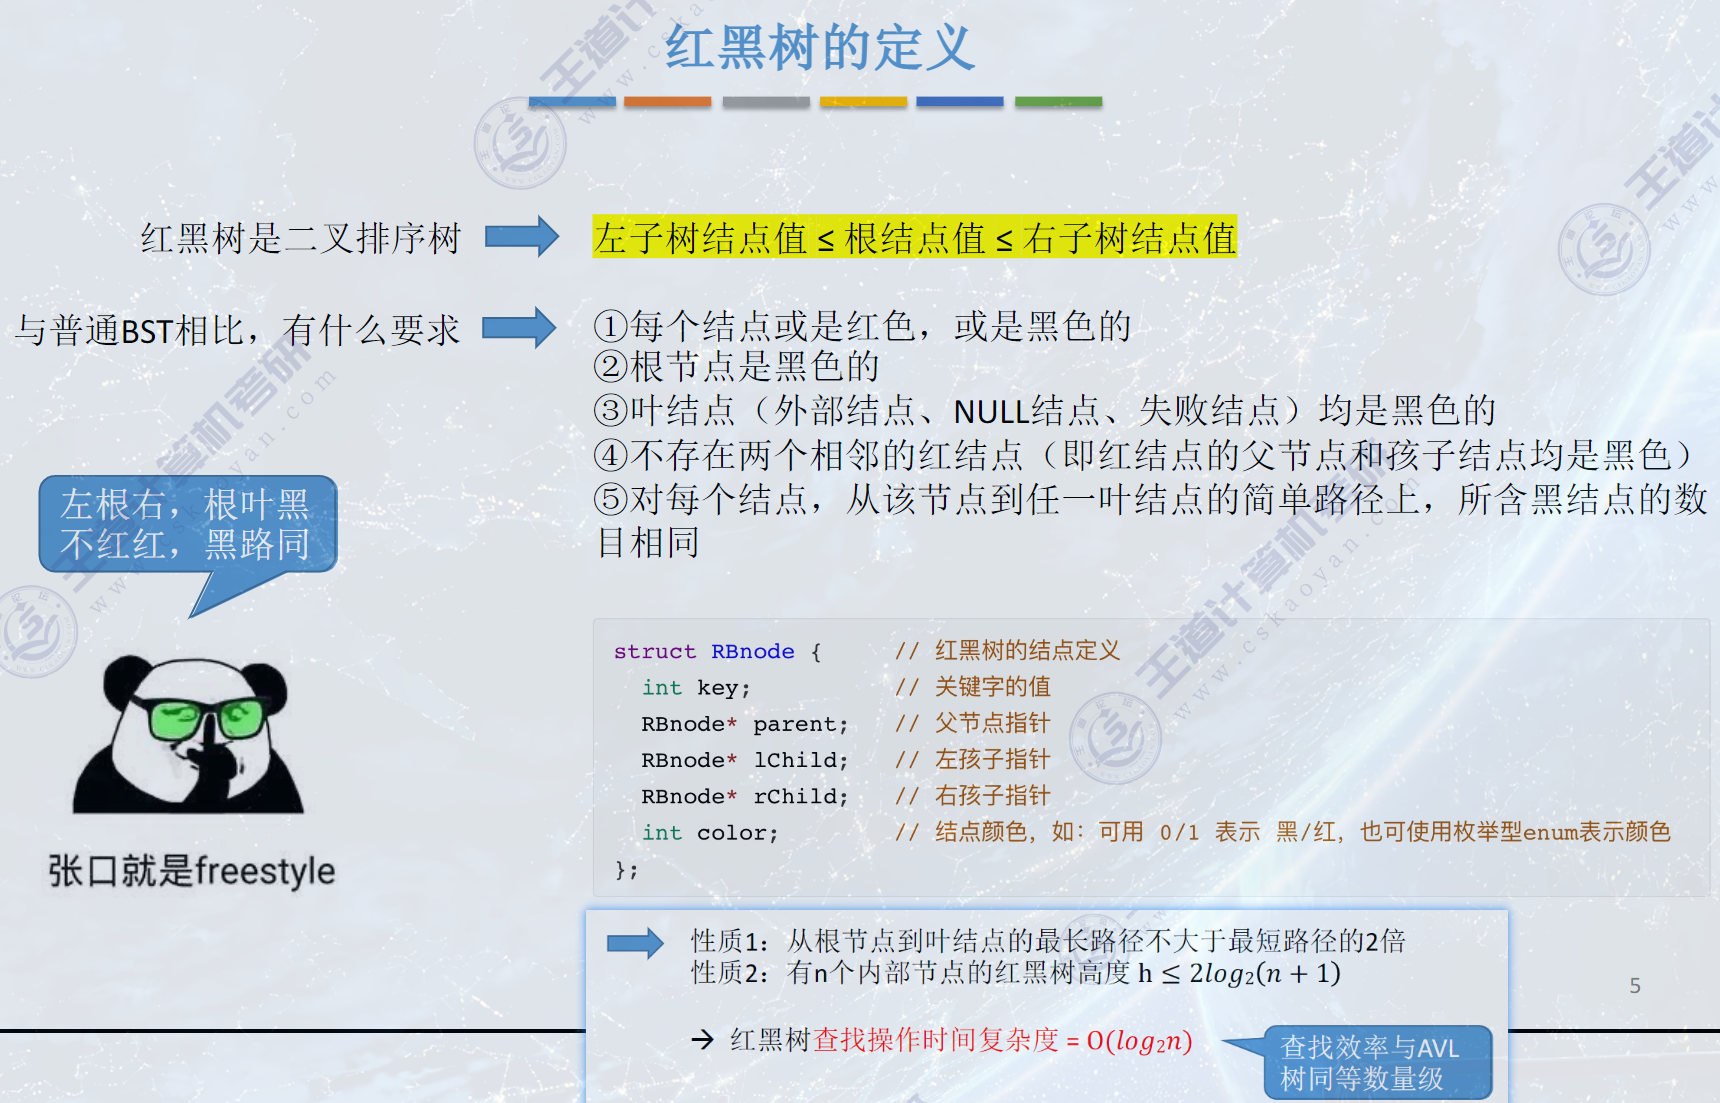 红黑树的定义
红黑树是二叉排序树
左子树结点值 ≤ 根结点值 ≤ 右子树结点值
与普通BST相比，有什么要求
①每个结点或是红色，或是黑色的
②根节点是黑色的
③叶结点（外部结点、NULL结点、失败结点）均是黑色的
④不存在两个相邻的红结点（即红结点的父节点和孩子结点均是黑色）
⑤对每个结点，从该节点到任一叶结点的简单路径上，所含黑结点的数
目相同
左根右，根叶黑
不红红，黑路同
张口就是freestyle
struct RBnode { // 红黑树的结点定义
int key; // 关键字的值
RBnode* parent; // 父节点指针
RBnode* lChild; // 左孩子指针
RBnode* rChild; // 右孩子指针
int color; // 结点颜色，如：可用 0/1 表示 黑/红，也可使用枚举型enum表示颜色
};
性质1：从根节点到叶结点的最长路径不大于最短路径的2倍
性质2：有n个内部节点的红黑树高度 h ≤ 2log₂(n + 1)
→ 红黑树查找操作时间复杂度 = O(log₂n)
查找效率与AVL
树同等数量级
5
王道计算机考研
www.cskaoyan.com